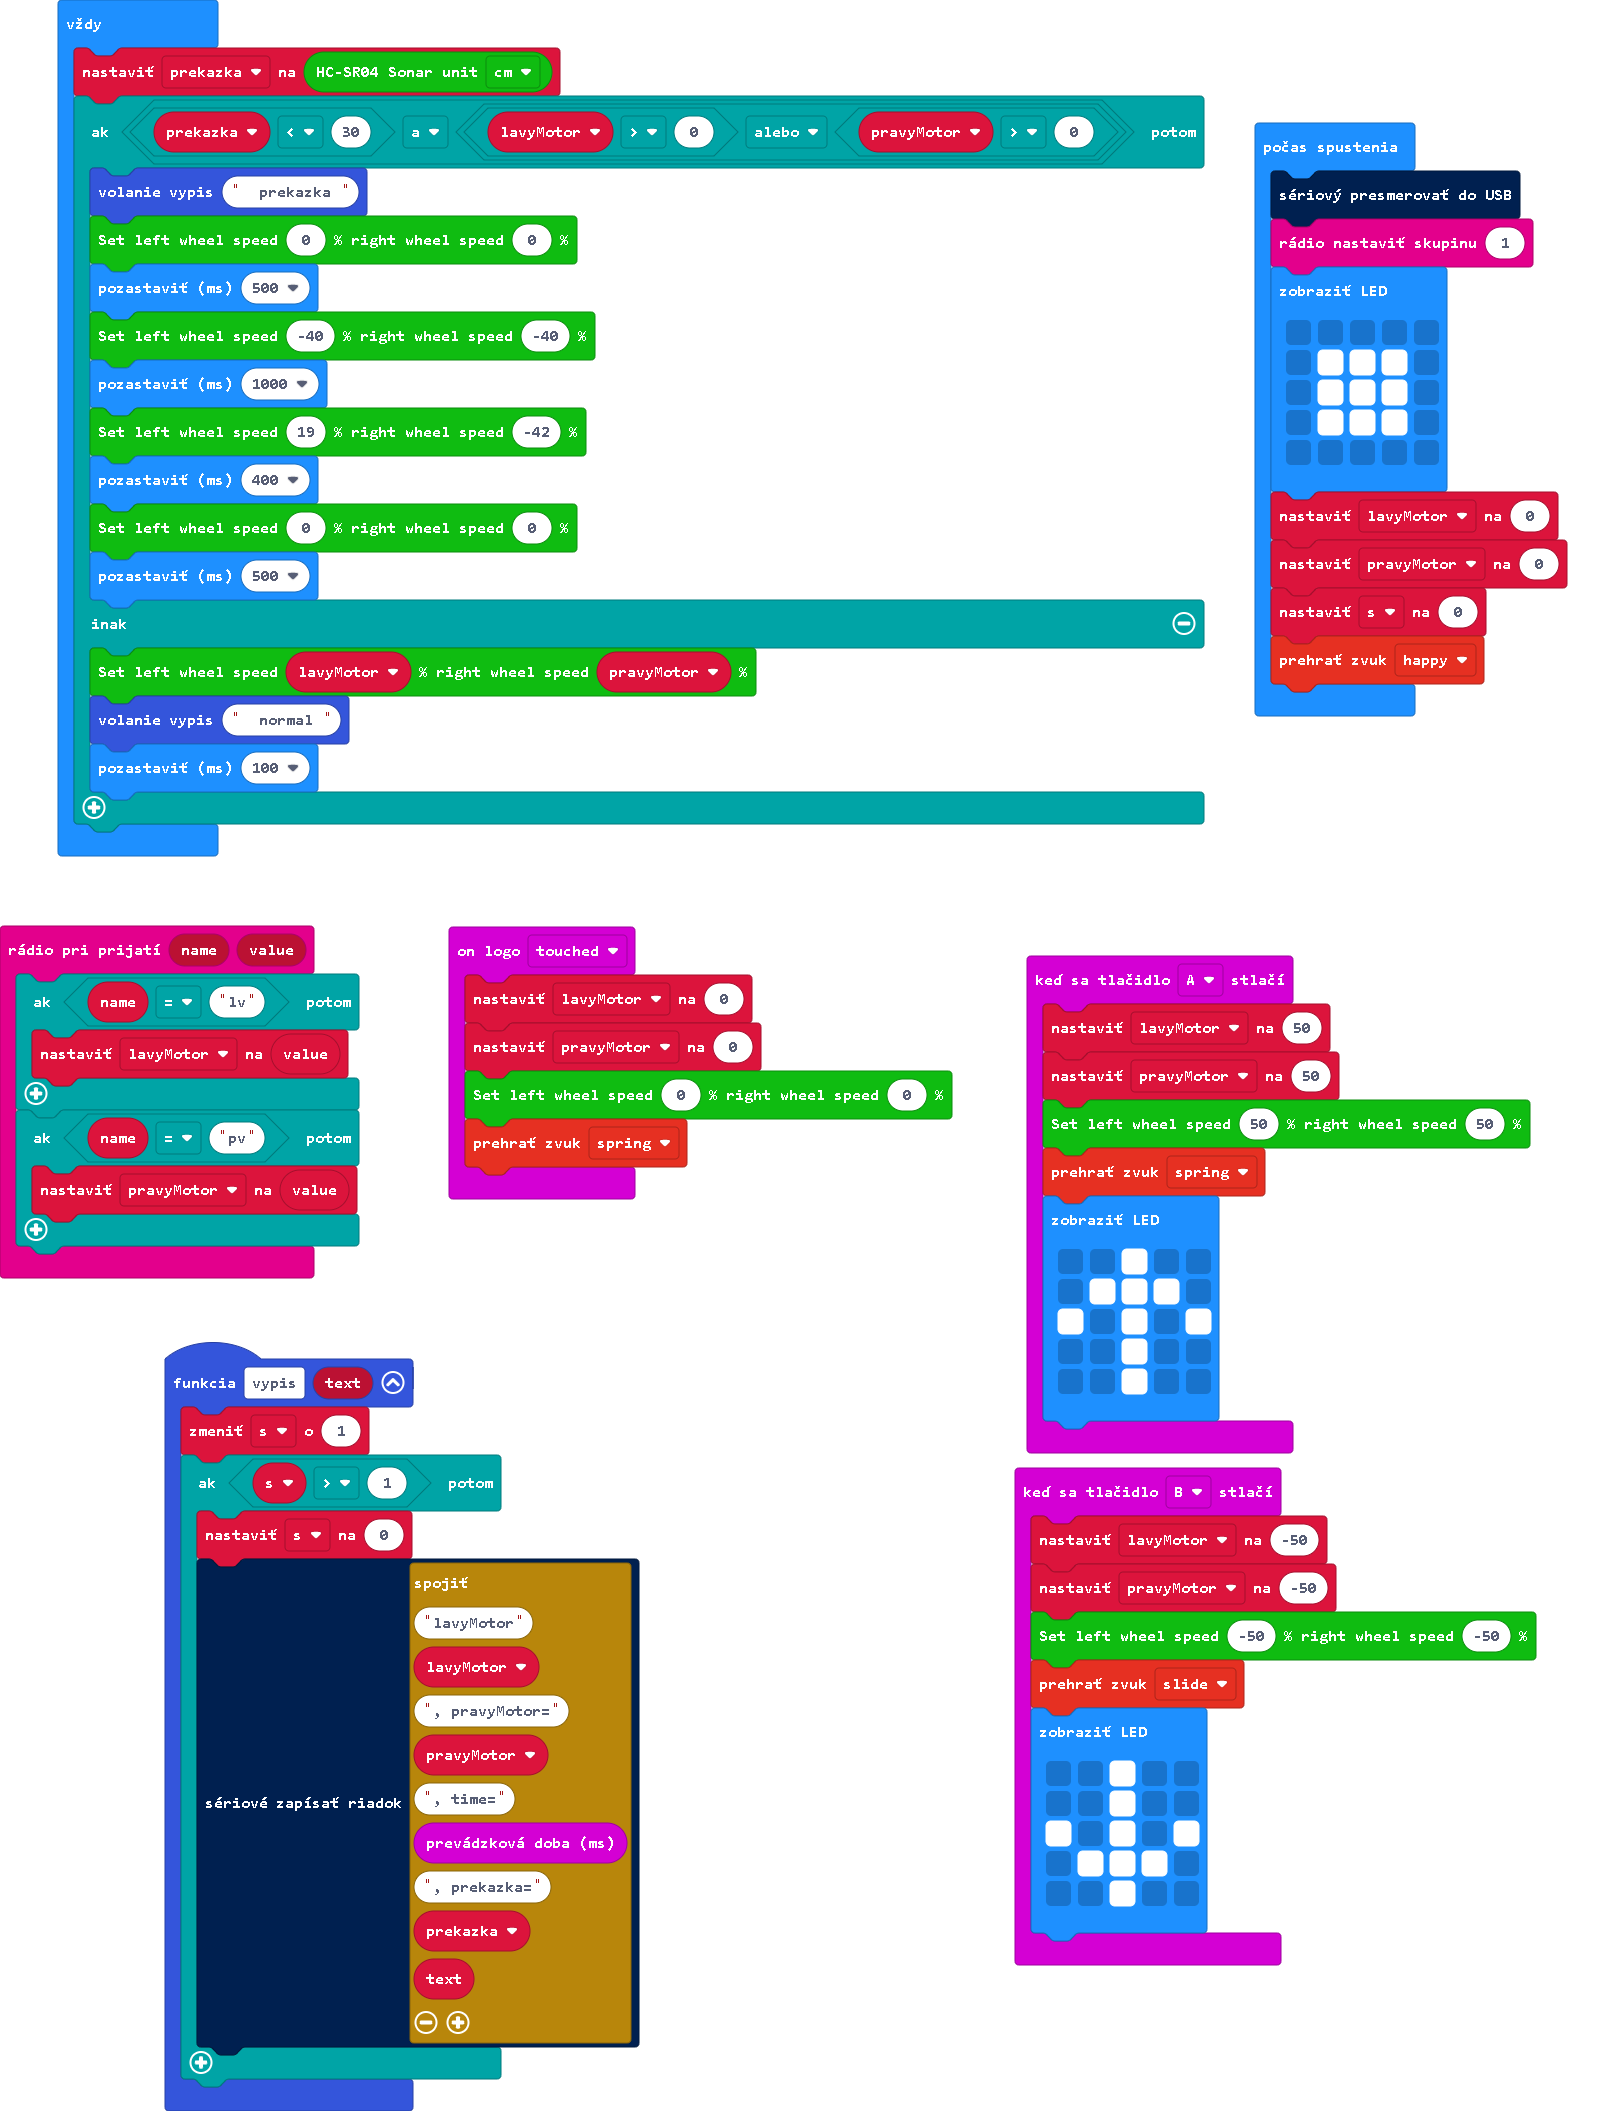 vždy
nastaviť prekazka na HC-SR04 Sonar unit cm
ak prekazka < 30 a lavyMotor > 0 alebo pravyMotor > 0 potom
volanie vypis " prekazka "
Set left wheel speed 0 % right wheel speed 0 %
pozastaviť (ms) 500
Set left wheel speed -40 % right wheel speed -40 %
pozastaviť (ms) 1000
Set left wheel speed 19 % right wheel speed -42 %
pozastaviť (ms) 400
Set left wheel speed 0 % right wheel speed 0 %
pozastaviť (ms) 500
inak
Set left wheel speed lavyMotor % right wheel speed pravyMotor %
volanie vypis " normal "
pozastaviť (ms) 100
počas spustenia
sériový presmerovať do USB
rádio nastaviť skupinu 1
zobraziť LED
nastaviť lavyMotor na 0
nastaviť pravyMotor na 0
nastaviť s na 0
prehrať zvuk happy
rádio pri prijatí name value
ak name = "lv" potom
nastaviť lavyMotor na value
ak name = "pv" potom
nastaviť pravyMotor na value
on logo touched
nastaviť lavyMotor na 0
nastaviť pravyMotor na 0
Set left wheel speed 0 % right wheel speed 0 %
prehrať zvuk spring
keď sa tlačidlo A stlačí
nastaviť lavyMotor na 50
nastaviť pravyMotor na 50
Set left wheel speed 50 % right wheel speed 50 %
prehrať zvuk spring
zobraziť LED
funkcia vypis text
zmeniť s o 1
ak s > 1 potom
nastaviť s na 0
sériové zapísať riadok
spojiť
"lavyMotor"
lavyMotor
", pravyMotor="
pravyMotor
", time="
prevádzková doba (ms)
", prekazka="
prekazka
text
keď sa tlačidlo B stlačí
nastaviť lavyMotor na -50
nastaviť pravyMotor na -50
Set left wheel speed -50 % right wheel speed -50 %
prehrať zvuk slide
zobraziť LED